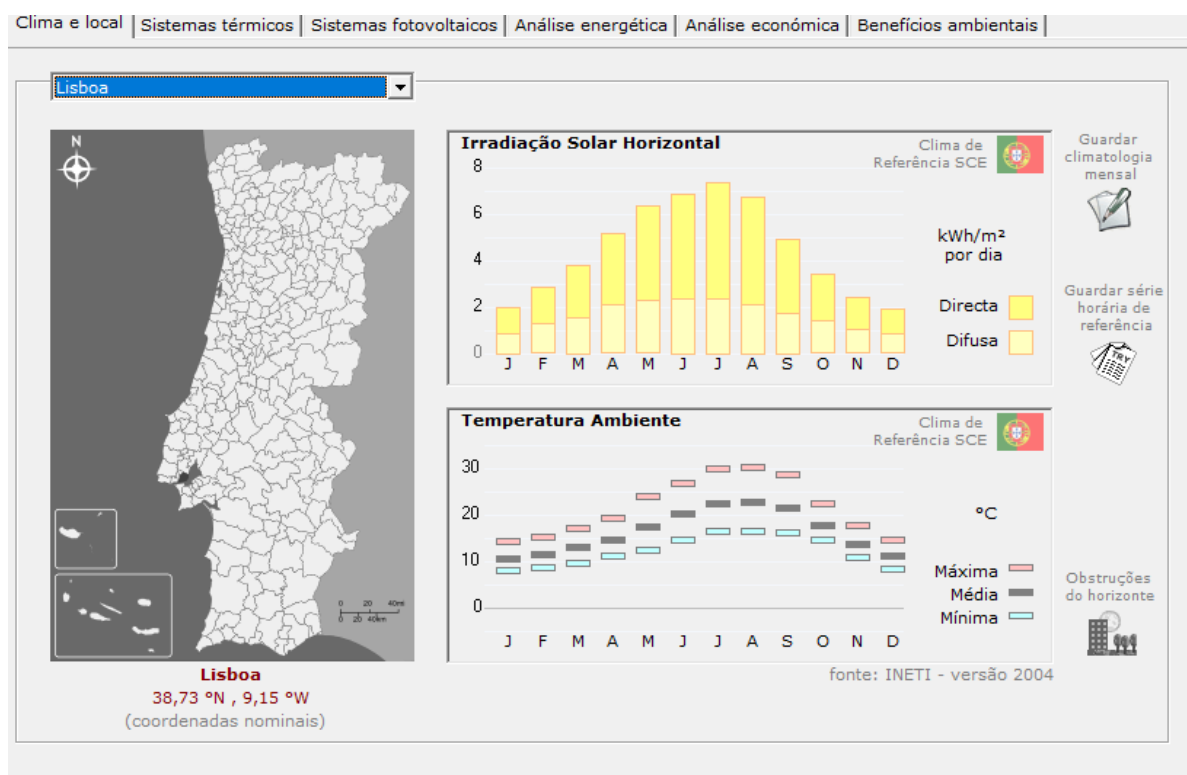 Clima e local
Sistemas térmicos
Sistemas fotovoltaicos
Análise energética
Análise económica
Benefícios ambientais
Lisboa
N
0 20 40mi
0 20 40km
Lisboa
38,73 °N , 9,15 °W
(coordenadas nominais)
Irradiação Solar Horizontal
Clima de
Referência SCE
8
6
4
2
0
J F M A M J J A S O N D
kWh/m²
por dia
Directa
Difusa
Temperatura Ambiente
Clima de
Referência SCE
30
20
10
0
J F M A M J J A S O N D
°C
Máxima
Média
Mínima
fonte: INETI - versão 2004
Guardar
climatologia
mensal
Guardar série
horária de
referência
TRY
Obstruções
do horizonte